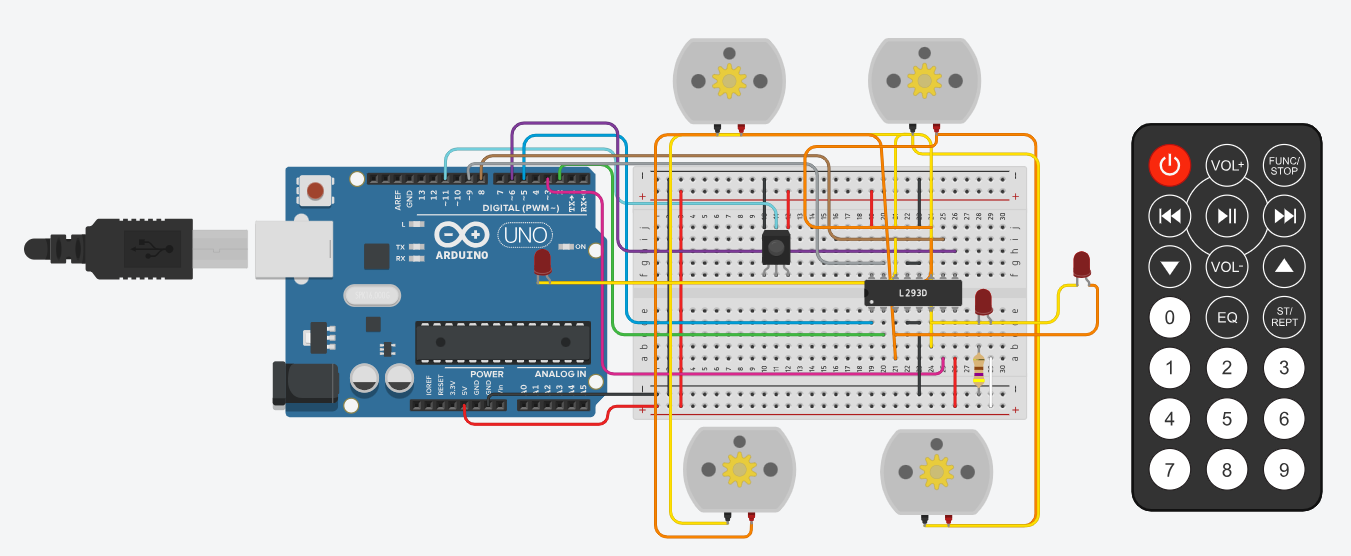 AREF
GND
13
12
~11
~10
~9
8
7
~6
~5
4
~3
2
TX→1
RX←0
DIGITAL (PWM~)
L
TX
RX
ARDUINO
UNO
ON
POWER
ANALOG IN
IOREF
RESET
3.3V
5V
GND
GND
Vin
A0
A1
A2
A3
A4
A5
L293D
VOL+
FUNC/
STOP
VOL-
0
EQ
ST/
REPT
1 2 3
4 5 6
7 8 9